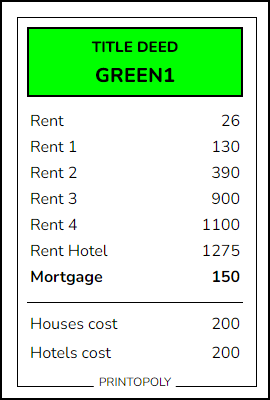 TITLE DEED
GREEN1
Rent 26
Rent 1 130
Rent 2 390
Rent 3 900
Rent 4 1100
Rent Hotel 1275
Mortgage 150
Houses cost 200
Hotels cost 200
PRINTOPOLY